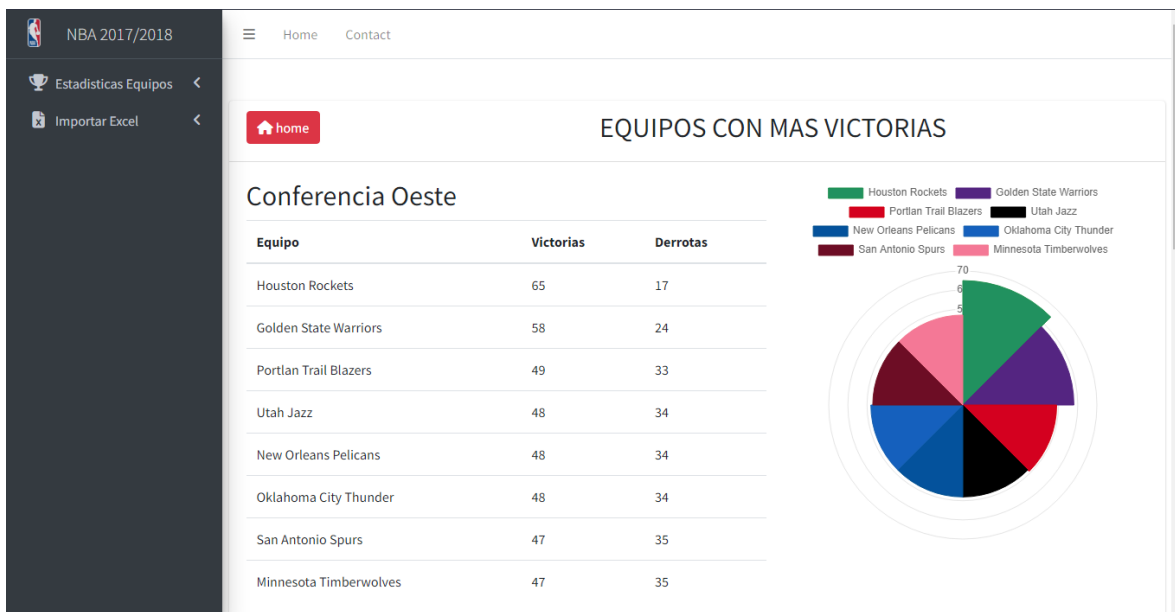 NBA 2017/2018
Home Contact
Estadisticas Equipos
Importar Excel
home
EQUIPOS CON MAS VICTORIAS
Conferencia Oeste
Equipo Victorias Derrotas
Houston Rockets 65 17
Golden State Warriors 58 24
Portlan Trail Blazers 49 33
Utah Jazz 48 34
New Orleans Pelicans 48 34
Oklahoma City Thunder 48 34
San Antonio Spurs 47 35
Minnesota Timberwolves 47 35
Houston Rockets Golden State Warriors
Portlan Trail Blazers Utah Jazz
New Orleans Pelicans Oklahoma City Thunder
San Antonio Spurs Minnesota Timberwolves
70
6
5